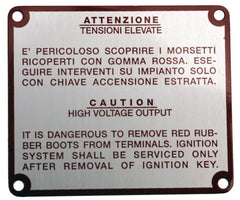 ATTENZIONE
TENSIONI ELEVATE
E' PERICOLOSO SCOPRIRE I MORSETTI
RICOPERTI CON GOMMA ROSSA. ESE-
GUIRE INTERVENTI SU IMPIANTO SOLO
CON CHIAVE ACCENSIONE ESTRATTA.
CAUTION
HIGH VOLTAGE OUTPUT
IT IS DANGEROUS TO REMOVE RED RUB-
BER BOOTS FROM TERMINALS. IGNITION
SYSTEM SHALL BE SERVICED ONLY
AFTER REMOVAL OF IGNITION KEY.